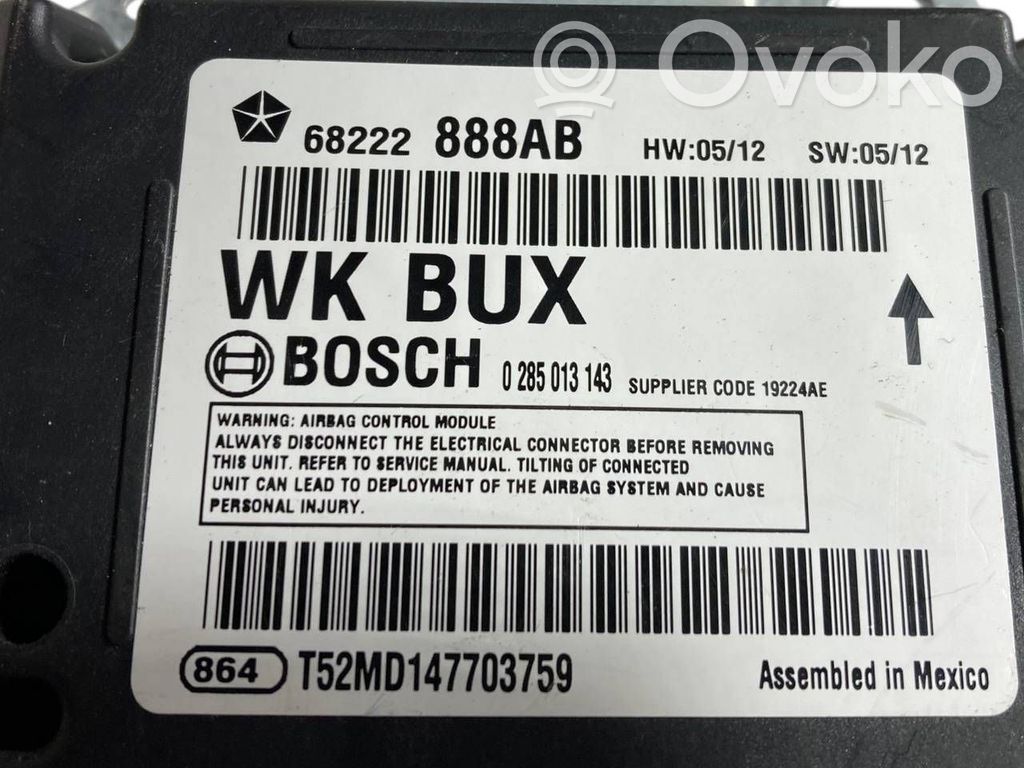 Ovoko
68222 888AB HW:05/12 SW:05/12
WK BUX
BOSCH 0 285 013 143 SUPPLIER CODE 19224AE
WARNING: AIRBAG CONTROL MODULE
ALWAYS DISCONNECT THE ELECTRICAL CONNECTOR BEFORE REMOVING
THIS UNIT. REFER TO SERVICE MANUAL. TILTING OF CONNECTED
UNIT CAN LEAD TO DEPLOYMENT OF THE AIRBAG SYSTEM AND CAUSE
PERSONAL INJURY.
864 T52MD147703759 Assembled in Mexico